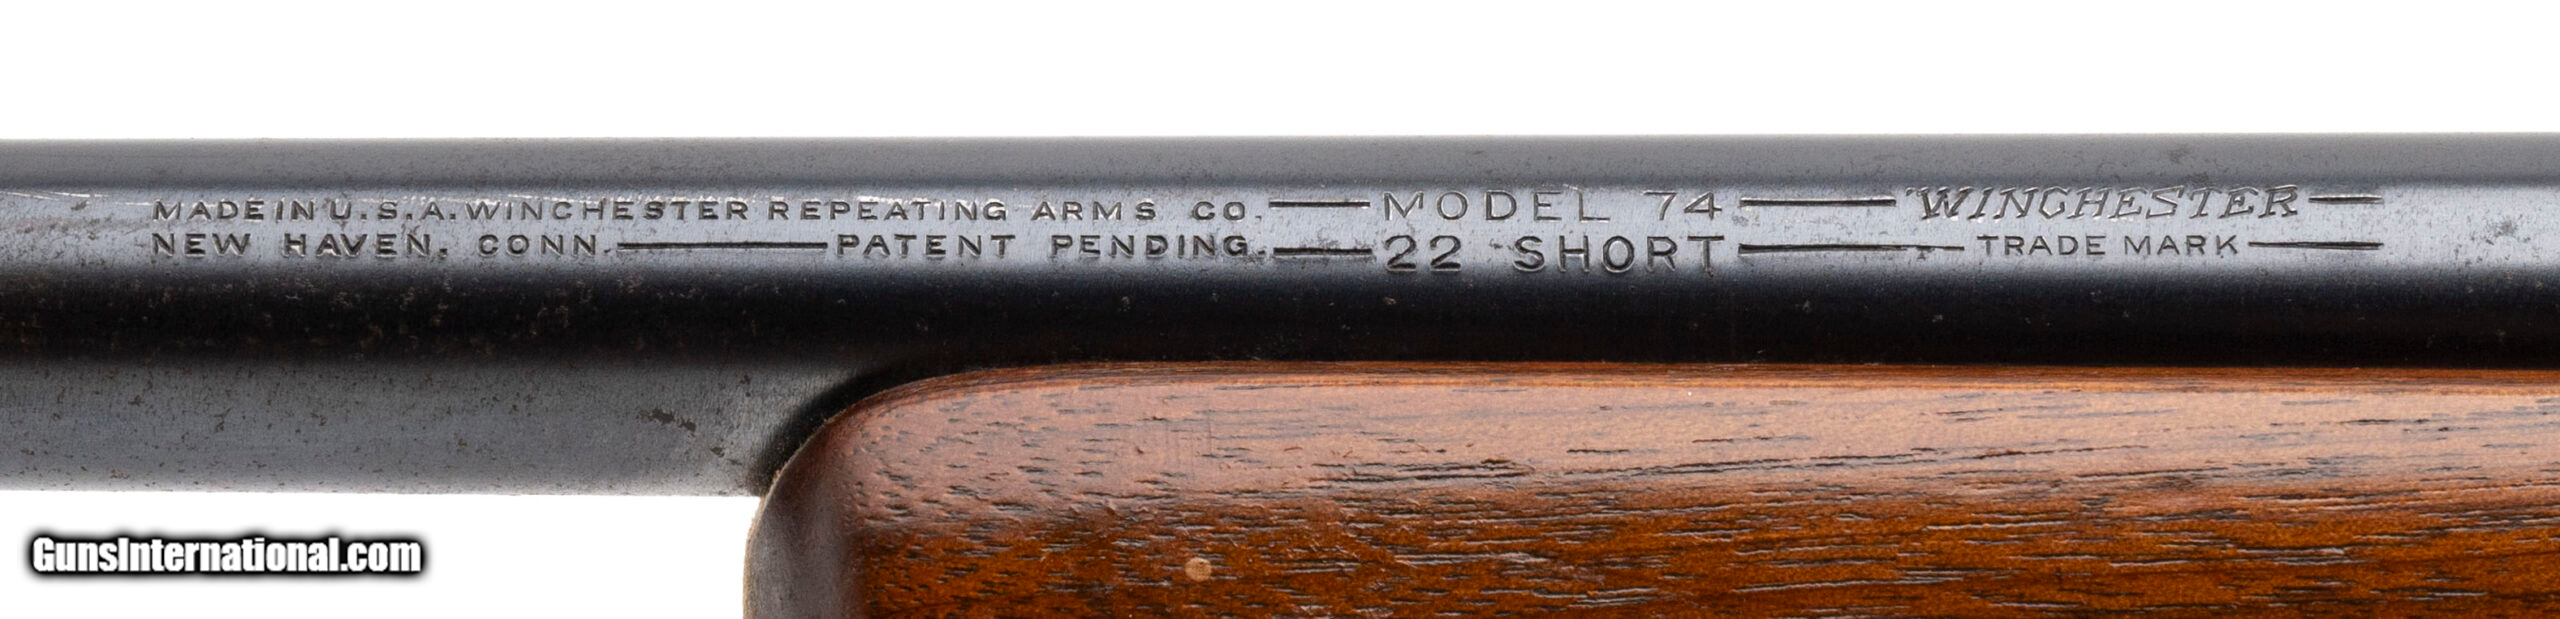 MADE IN U.S.A. WINCHESTER REPEATING ARMS CO. — MODEL 74 — WINCHESTER —
NEW HAVEN, CONN. — PATENT PENDING. — 22 SHORT — TRADE MARK —
GunsInternational.com